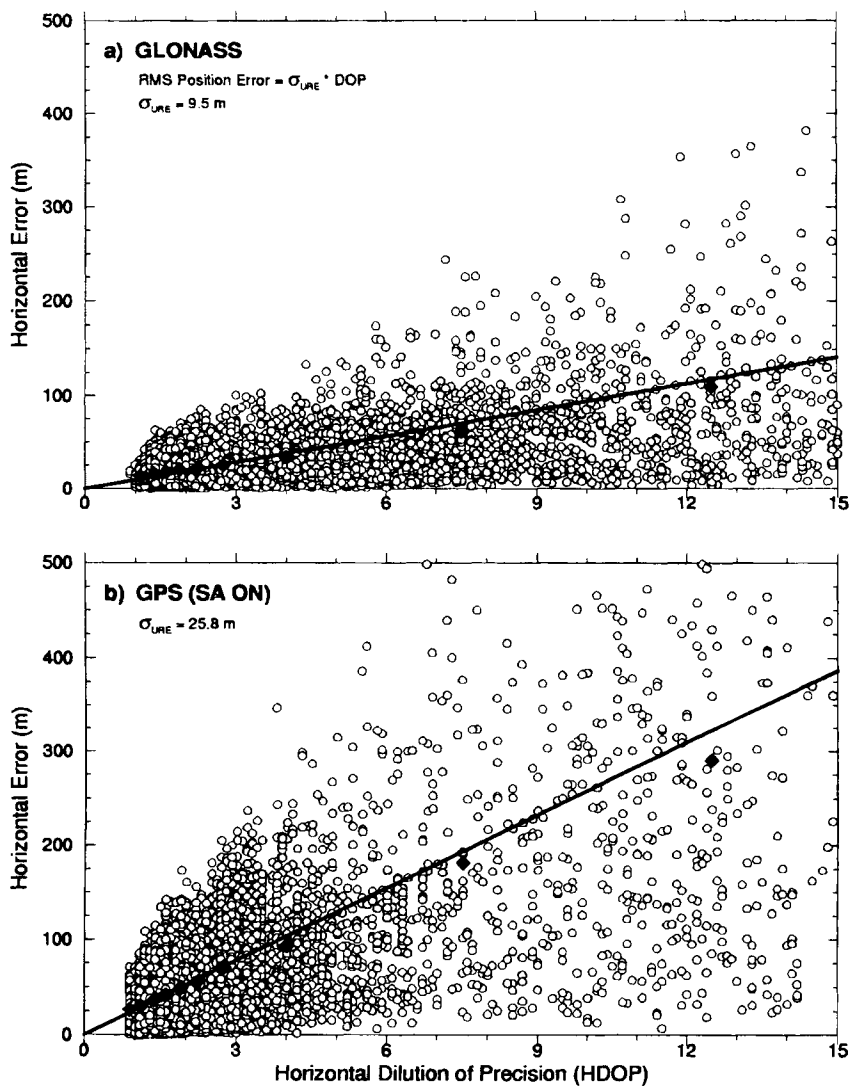 500
a) GLONASS
RMS Position Error = σURE * DOP
σURE = 9.5 m
400
300
200
100
0
Horizontal Error (m)
0 3 6 9 12 15
500
b) GPS (SA ON)
σURE = 25.8 m
400
300
200
100
0
Horizontal Error (m)
0 3 6 9 12 15
Horizontal Dilution of Precision (HDOP)